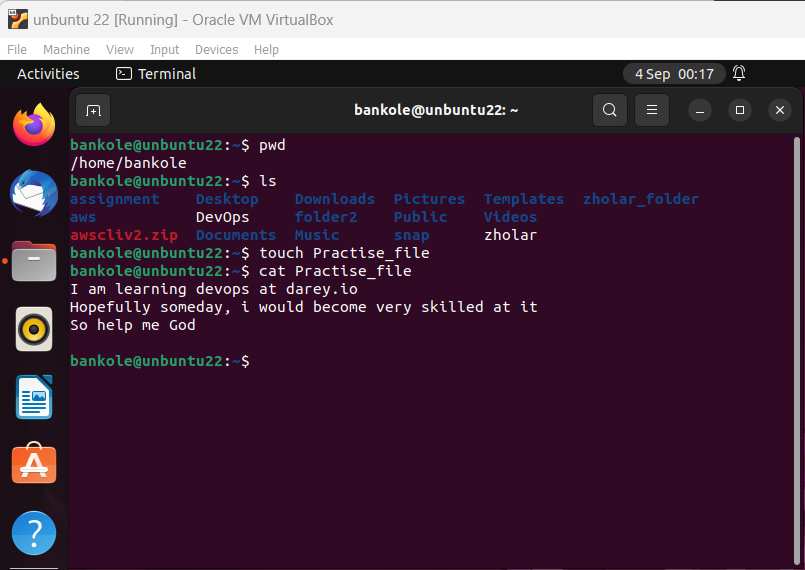 unbuntu 22 [Running] - Oracle VM VirtualBox
File Machine View Input Devices Help
Activities Terminal 4 Sep 00:17
bankole@unbuntu22: ~
bankole@unbuntu22:~$ pwd
/home/bankole
bankole@unbuntu22:~$ ls
assignment Desktop Downloads Pictures Templates zholar_folder
aws DevOps folder2 Public Videos
awscliv2.zip Documents Music snap zholar
bankole@unbuntu22:~$ touch Practise_file
bankole@unbuntu22:~$ cat Practise_file
I am learning devops at darey.io
Hopefully someday, i would become very skilled at it
So help me God
bankole@unbuntu22:~$